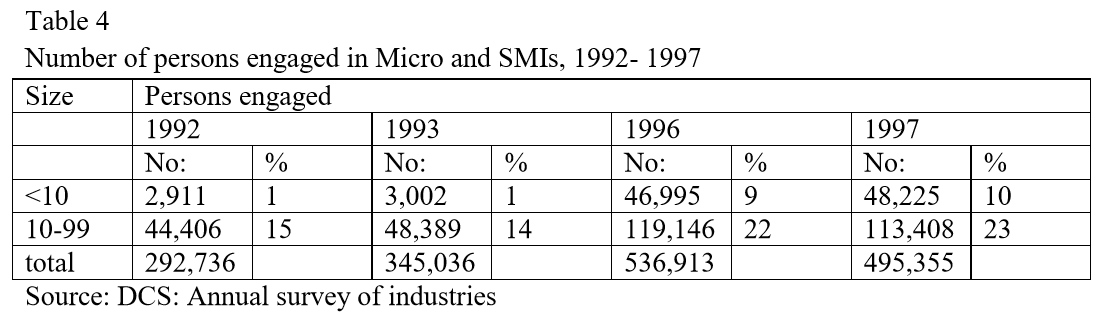 Table 4
Number of persons engaged in Micro and SMIs, 1992- 1997
Size Persons engaged
1992 1993 1996 1997
No: % No: % No: % No: %
<10 2,911 1 3,002 1 46,995 9 48,225 10
10-99 44,406 15 48,389 14 119,146 22 113,408 23
total 292,736 345,036 536,913 495,355
Source: DCS: Annual survey of industries